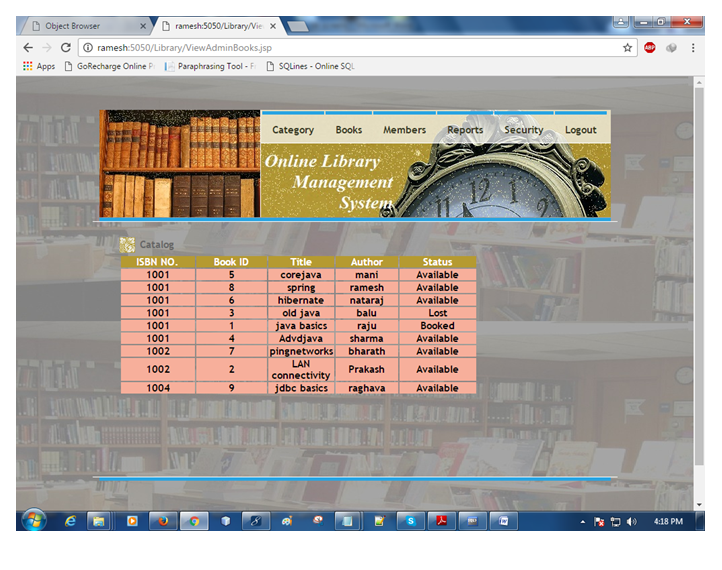 Object Browser
ramesh:5050/Library/Vie
ramesh:5050/Library/ViewAdminBooks.jsp
ABP
Apps GoRecharge Online P Paraphrasing Tool - F SQLines - Online SQL
Category Books Members Reports Security Logout
Online Library
Management
System
12
1
11
Catalog
ISBN NO. Book ID Title Author Status
1001 5 corejava mani Available
1001 8 spring ramesh Available
1001 6 hibernate nataraj Available
1001 3 old java balu Lost
1001 1 java basics raju Booked
1001 4 Advdjava sharma Available
1002 7 pingnetworks bharath Available
1002 2 LAN connectivity Prakash Available
1004 9 jdbc basics raghava Available
4:18 PM